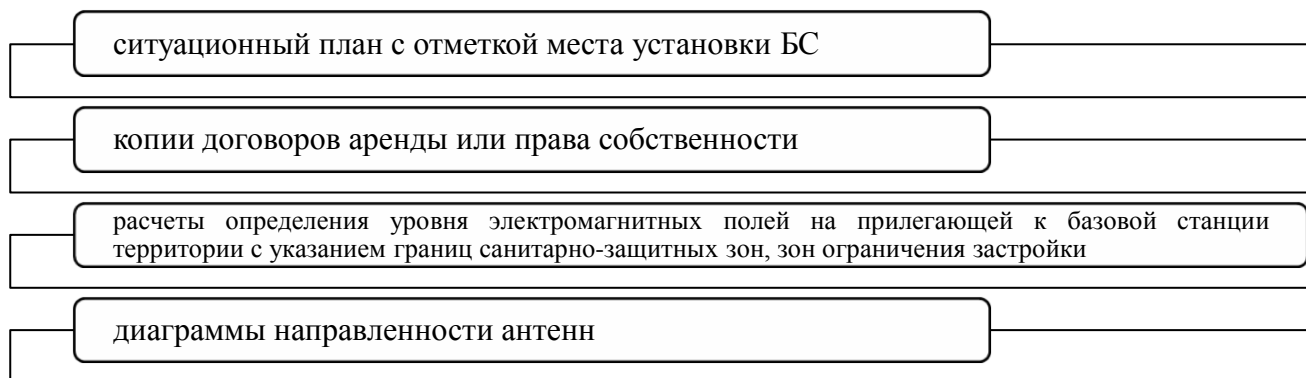 ситуационный план с отметкой места установки БС
копии договоров аренды или права собственности
расчеты определения уровня электромагнитных полей на прилегающей к базовой станции
территории с указанием границ санитарно-защитных зон, зон ограничения застройки
диаграммы направленности антенн